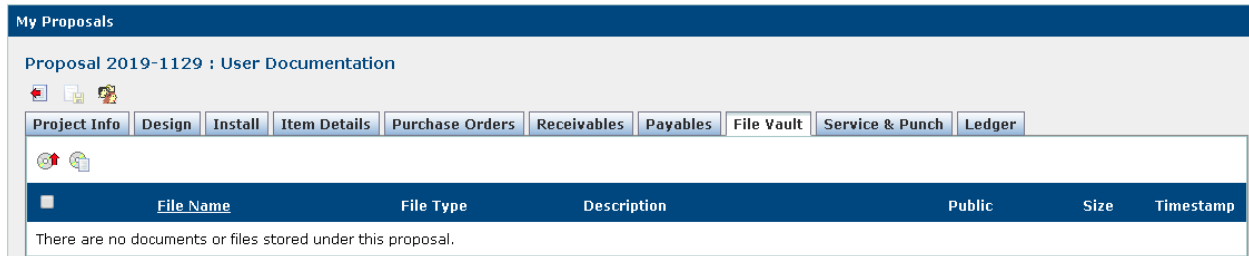 My Proposals
Proposal 2019-1129 : User Documentation
Project Info Design Install Item Details Purchase Orders Receivables Payables File Vault Service & Punch Ledger
File Name File Type Description Public Size Timestamp
There are no documents or files stored under this proposal.